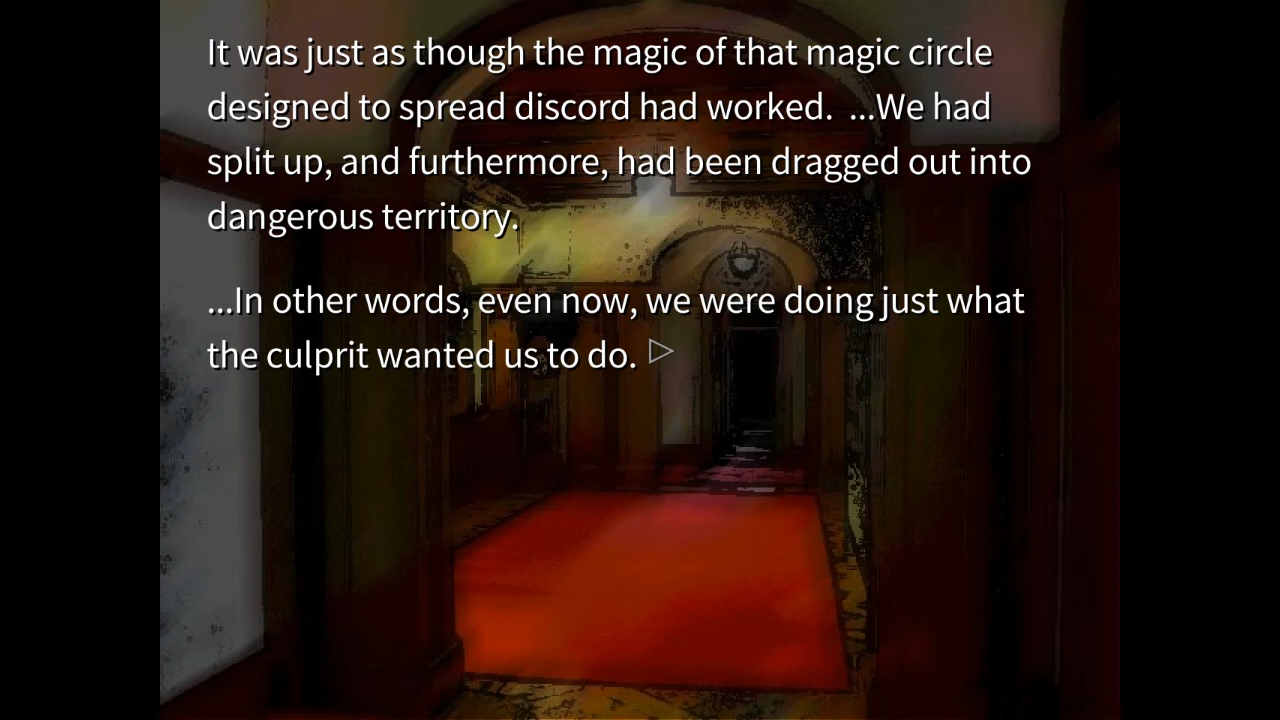 It was just as though the magic of that magic circle
designed to spread discord had worked.  ...We had
split up, and furthermore, had been dragged out into
dangerous territory.
...In other words, even now, we were doing just what
the culprit wanted us to do.